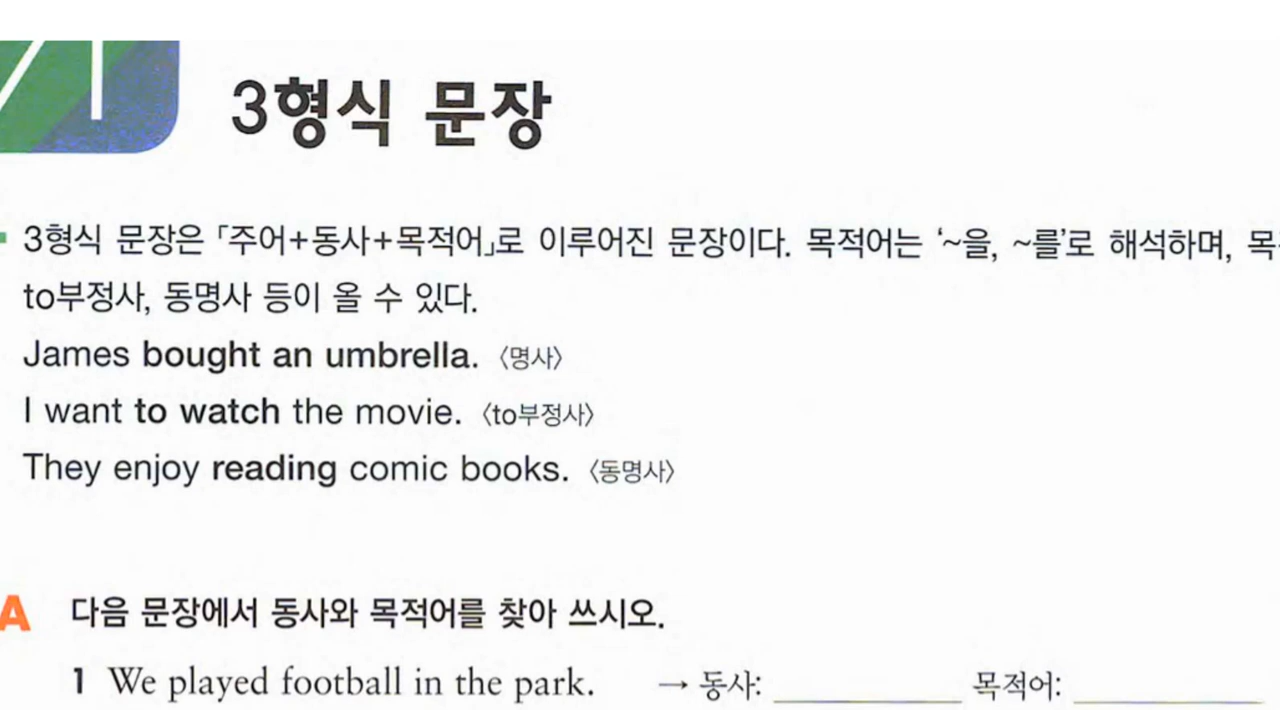 3형식 문장
3형식 문장은 「주어+동사+목적어」로 이루어진 문장이다. 목적어는 ‘~을, ~를’로 해석하며,
to부정사, 동명사 등이 올 수 있다.
James bought an umbrella. 〈명사〉
I want to watch the movie. 〈to부정사〉
They enjoy reading comic books. 〈동명사〉
A 다음 문장에서 동사와 목적어를 찾아 쓰시오.
1 We played football in the park. → 동사: __________ 목적어: __________